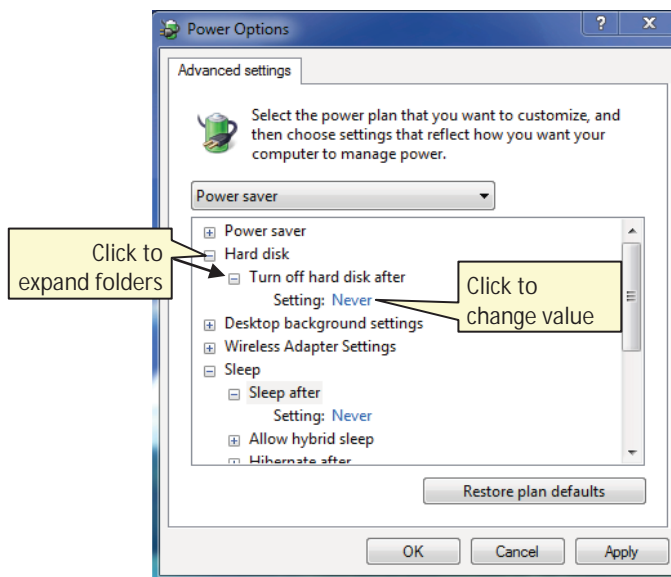 Power Options
? X
Advanced settings
Select the power plan that you want to customize, and
then choose settings that reflect how you want your
computer to manage power.
Power saver
Power saver
Hard disk
Click to
expand folders
Turn off hard disk after
Setting: Never
Click to
change value
Desktop background settings
Wireless Adapter Settings
Sleep
Sleep after
Setting: Never
Allow hybrid sleep
Hibernate after
Restore plan defaults
OK
Cancel
Apply